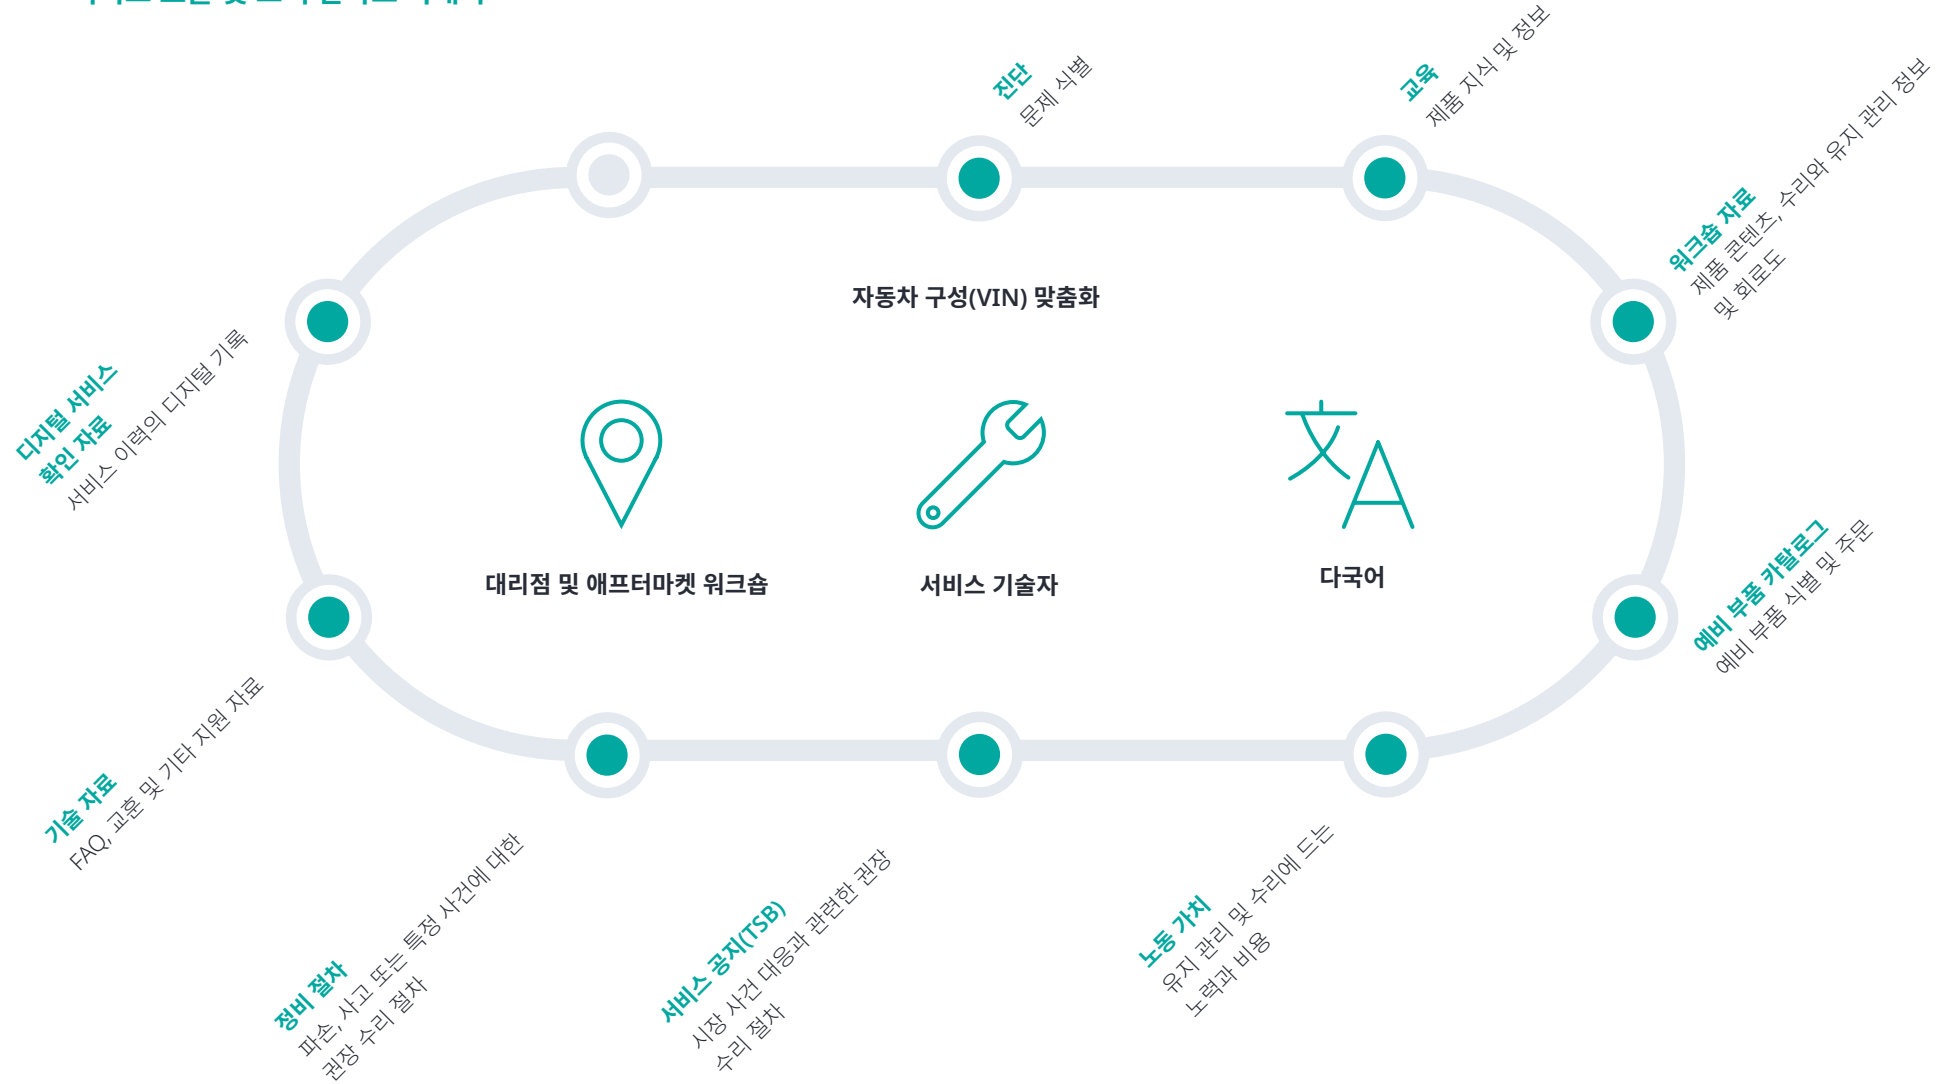 진단
문제 식별
교육
제품 지식 및 정보
워크숍 자료
제품 콘텐츠, 수리와 유지 관리 정보
및 회로도
자동차 구성(VIN) 맞춤화
디지털 서비스
확인 자료
서비스 이력의 디지털 기록
대리점 및 애프터마켓 워크숍
서비스 기술자
다국어
예비 부품 카탈로그
예비 부품 식별 및 주문
기술 자료
FAQ, 교훈 및 기타 지원 자료
정비 절차
파손, 사고 또는 특정 사건에 대한
권장 수리 절차
서비스 공지(TSB)
시장 사건 대응과 관련한 권장
수리 절차
노동 가치
유지 관리 및 수리에 드는
노력과 비용